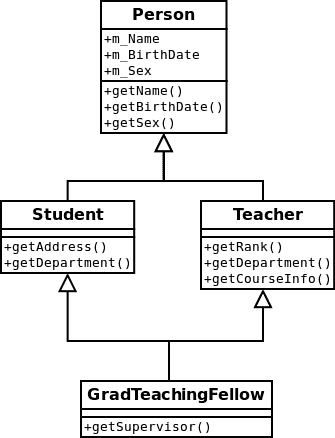 Person
+m_Name
+m_BirthDate
+m_Sex
+getName()
+getBirthDate()
+getSex()
Student
+getAddress()
+getDepartment()
Teacher
+getRank()
+getDepartment()
+getCourseInfo()
GradTeachingFellow
+getSupervisor()